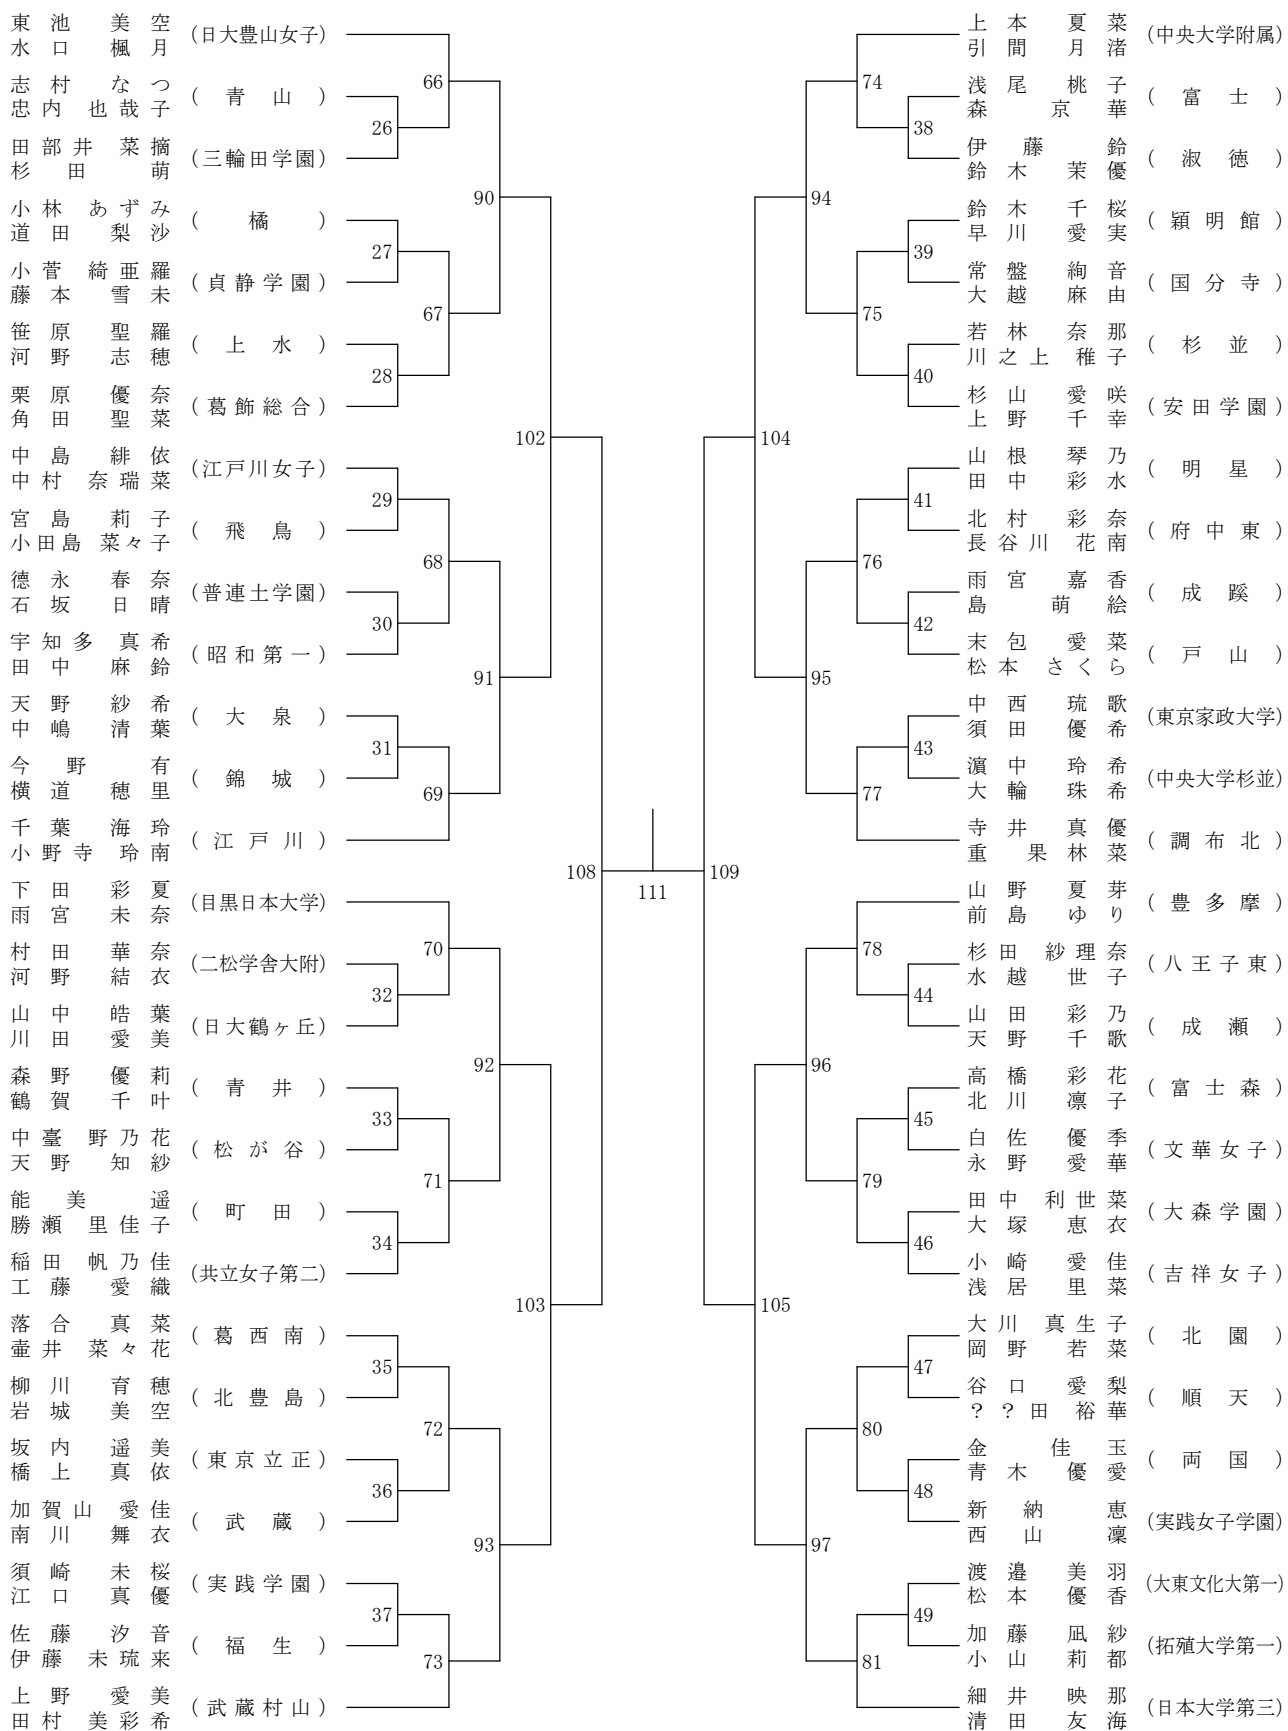 東池 美空
水口 楓月
(日大豊山女子)
志村 なつ
忠内 也哉子
(青山)
田部井 菜摘
杉田 萌
(三輪田学園)
小林 あずみ
道田 梨沙
(橘)
小菅 綺亜羅
藤本 雪未
(貞静学園)
笹原 聖羅
河野 志穂
(上水)
栗原 優奈
角田 聖菜
(葛飾総合)
中島 緋依
中村 奈瑞菜
(江戸川女子)
宮島 莉子
小田島 菜々子
(飛鳥)
德永 春奈
石坂 日晴
(普連土学園)
宇知多 真希
田中 麻鈴
(昭和第一)
天野 紗希
中嶋 清葉
(大泉)
今野 有
横道 穂里
(錦城)
千葉 海玲
小野寺 玲南
(江戸川)
下田 彩夏
雨宮 未奈
(目黒日本大学)
村田 華奈
河野 結衣
(二松学舎大附)
山中 皓葉
川田 愛美
(日大鶴ヶ丘)
森野 優莉
鶴賀 千叶
(青井)
中臺 野乃花
天野 知紗
(松が谷)
能美 遥
勝瀬 里佳子
(町田)
稲田 帆乃佳
工藤 愛織
(共立女子第二)
落合 真菜
壷井 菜々花
(葛西南)
柳川 育穂
岩城 美空
(北豊島)
坂内 遥美
橋上 真依
(東京立正)
加賀山 愛佳
南川 舞衣
(武蔵)
須崎 未桜
江口 真優
(実践学園)
佐藤 汐音
伊藤 未琉来
(福生)
上野 愛美
田村 美彩希
(武蔵村山)
26
27
28
29
30
31
32
33
34
35
36
37
66
67
68
69
70
71
72
73
90
91
92
93
102
103
108
111
109
104
105
94
95
96
97
74
75
76
77
78
79
80
81
38
39
40
41
42
43
44
45
46
47
48
49
上本 夏菜
引間 月渚
(中央大学附属)
浅尾 桃子
森 京華
(富士)
伊藤 鈴
鈴木 茉優
(淑徳)
鈴木 千桜
早川 愛実
(穎明館)
常盤 絢音
大越 麻由
(国分寺)
若林 奈那
川之上 稚子
(杉並)
杉山 愛咲
上野 千幸
(安田学園)
山根 琴乃
田中 彩水
(明星)
北村 彩奈
長谷川 花南
(府中東)
雨宮 嘉香
島 萌絵
(成蹊)
末包 愛菜
松本 さくら
(戸山)
中西 琉歌
須田 優希
(東京家政大学)
濵中 玲希
大輪 珠希
(中央大学杉並)
寺井 真優
重 果林菜
(調布北)
山野 夏芽
前島 ゆり
(豊多摩)
杉田 紗理奈
水越 世子
(八王子東)
山田 彩乃
天野 千歌
(成瀬)
高橋 彩花
北川 凛子
(富士森)
白佐 優季
永野 愛華
(文華女子)
田中 利世菜
大塚 恵衣
(大森学園)
小崎 愛佳
浅居 里菜
(吉祥女子)
大川 真生子
岡野 若菜
(北園)
谷口 愛梨
？？田 裕華
(順天)
金 佳玉
青木 優愛
(両国)
新納 恵
西山 凜
(実践女子学園)
渡邉 美羽
松本 優香
(大東文化大第一)
加藤 凪紗
小山 莉都
(拓殖大学第一)
細井 映那
清田 友海
(日本大学第三)